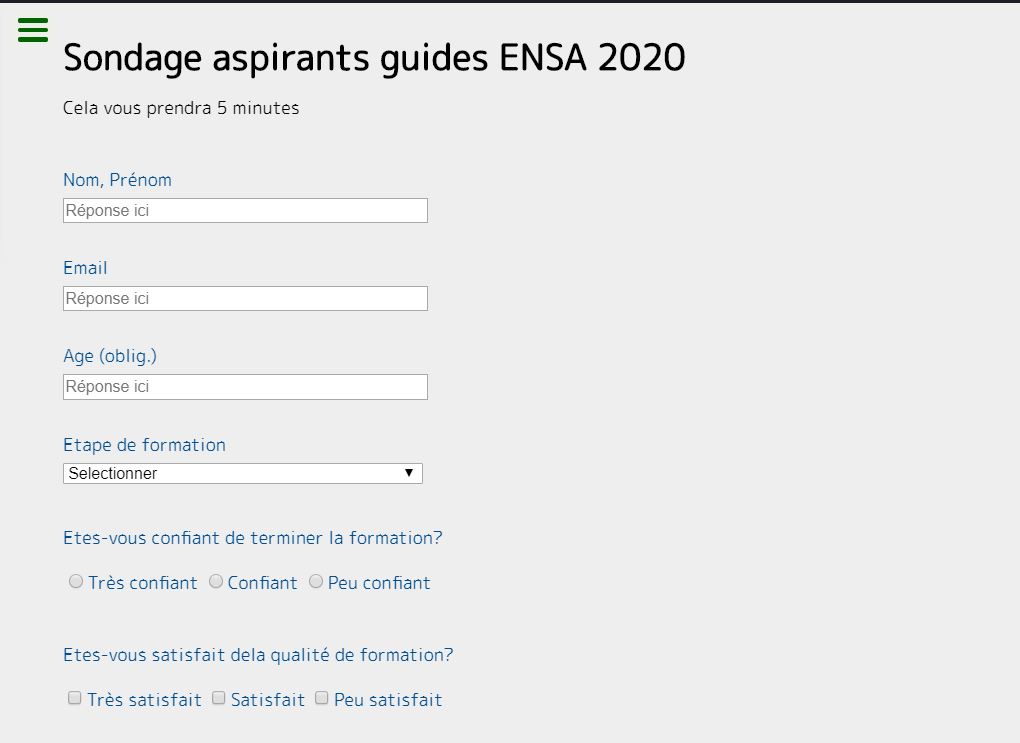 Sondage aspirants guides ENSA 2020
Cela vous prendra 5 minutes
Nom, Prénom
Réponse ici
Email
Réponse ici
Age (oblig.)
Réponse ici
Etape de formation
Selectionner
Etes-vous confiant de terminer la formation?
Très confiant Confiant Peu confiant
Etes-vous satisfait dela qualité de formation?
Très satisfait Satisfait Peu satisfait